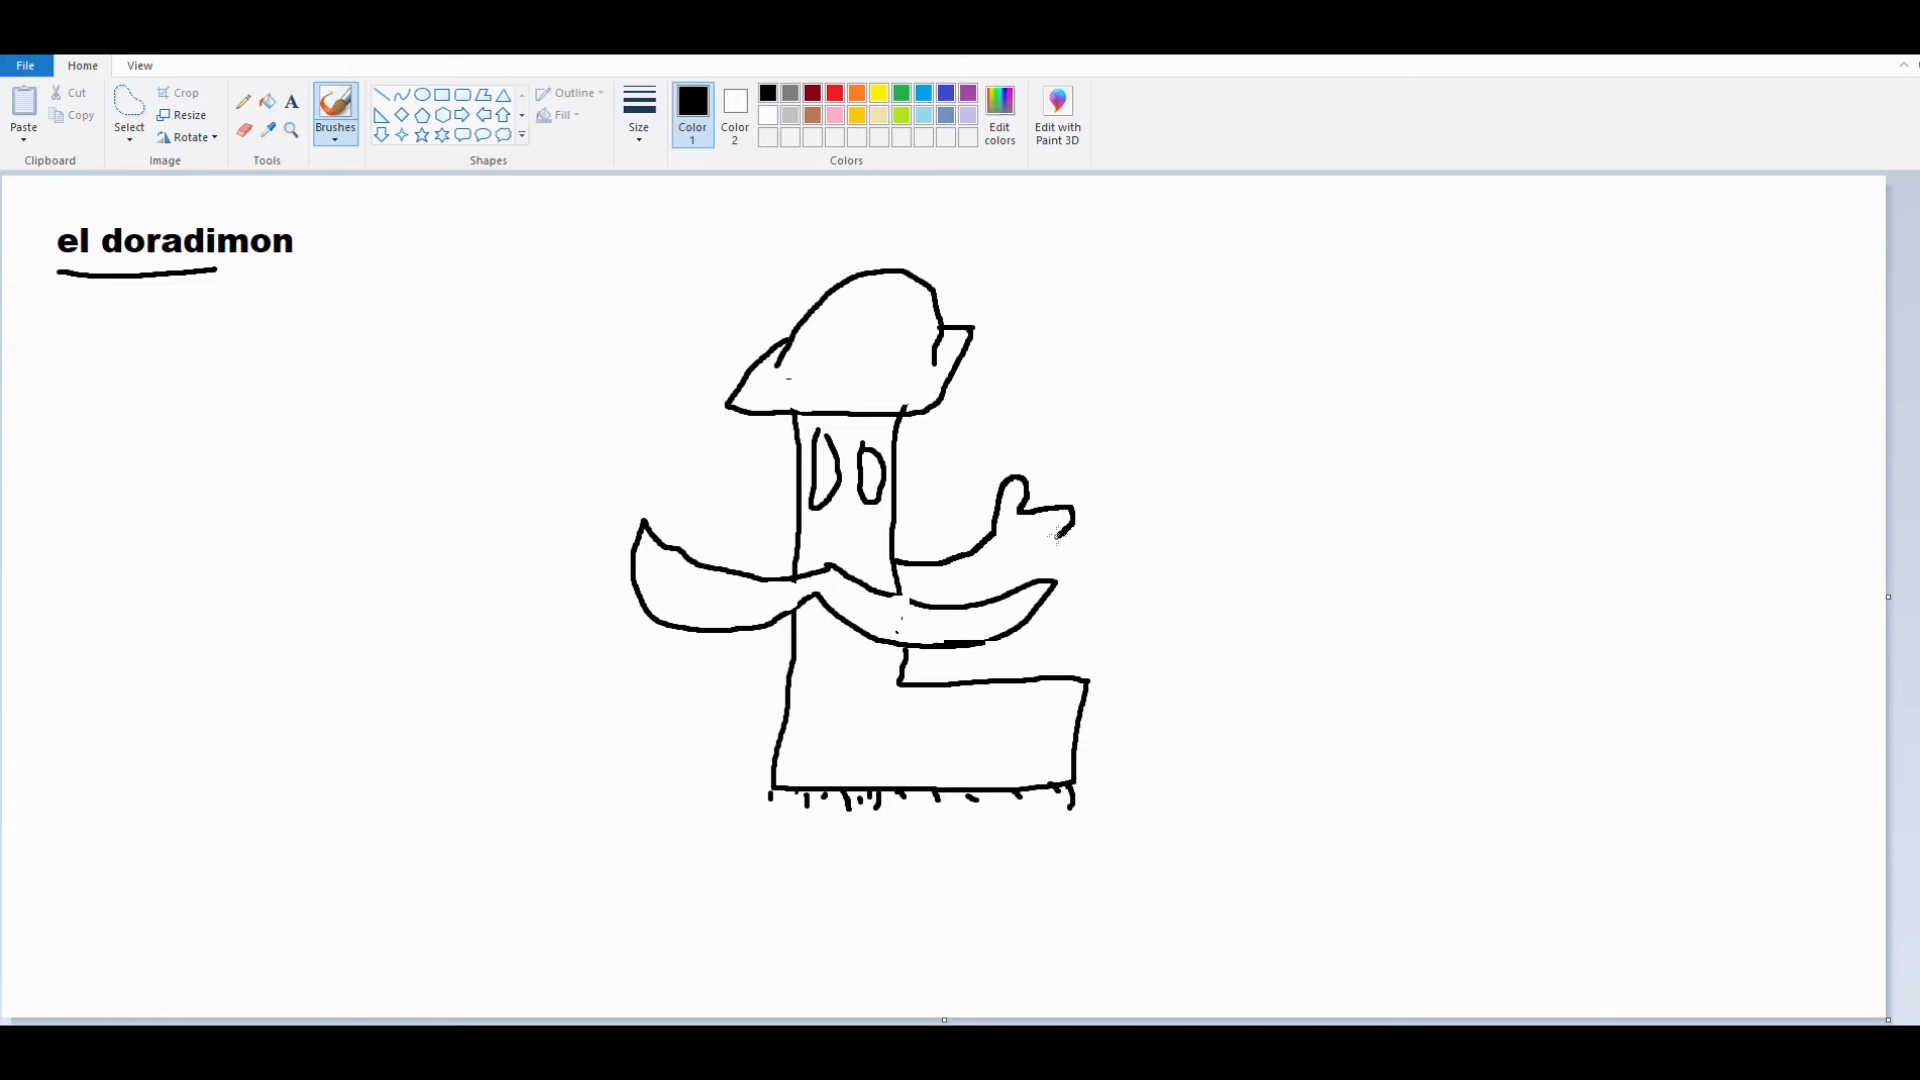 File Home View
Cut Crop Outline Edit Edit with
Copy Resize Fill
Paste Select Rotate Brushes Size Color 1 Color 2 colors Paint 3D
Clipboard Image Tools Shapes Colors
A
el doradimon